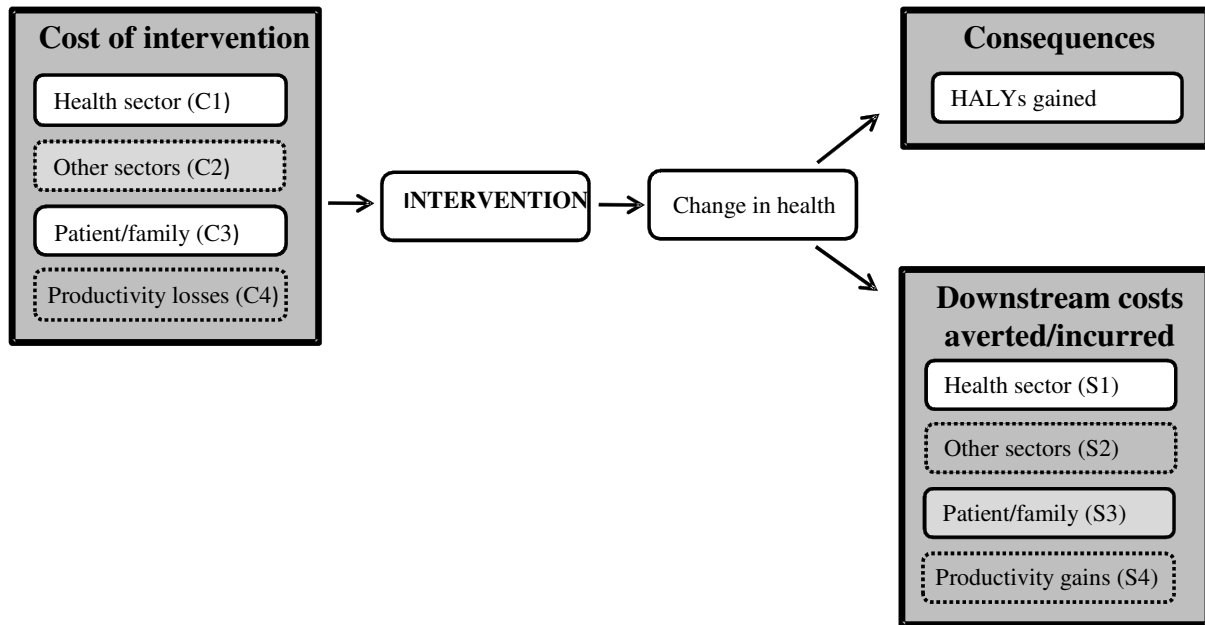 Cost of intervention
Health sector (C1)
Other sectors (C2)
Patient/family (C3)
Productivity losses (C4)
INTERVENTION
Change in health
Consequences
HALYs gained
Downstream costs
averted/incurred
Health sector (S1)
Other sectors (S2)
Patient/family (S3)
Productivity gains (S4)